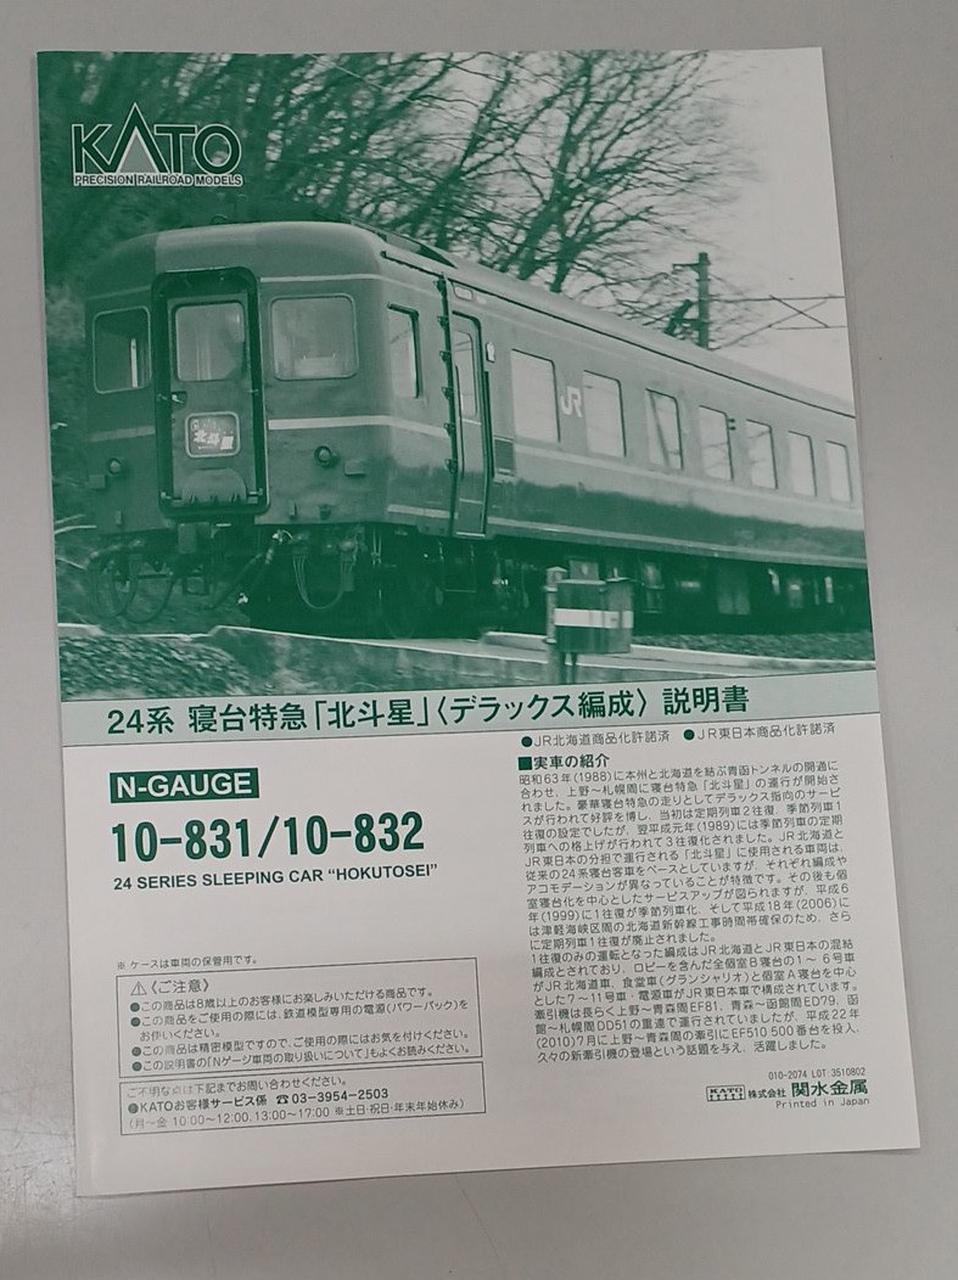 KATO
PRECISION RAILROAD MODELS
北斗星
JR
24系 寝台特急「北斗星」〈デラックス編成〉 説明書
●JR北海道商品化許諾済 ●JR東日本商品化許諾済
N-GAUGE
10-831/10-832
24 SERIES SLEEPING CAR “HOKUTOSEI”
※ ケースは車両の保管用です。
⚠〈ご注意〉
●この商品は8歳以上のお客様にお楽しみいただける商品です。
●この商品をご使用の際には、鉄道模型専用の電源（パワーパック）を
お使いください。
●この商品は精密模型ですので、ご使用の際にはお気を付けください。
●この説明書の「Nゲージ車両の取り扱いについて」もよくお読みください。
ご不明な点は下記までお問い合わせください。
●KATOお客様サービス係 ☎03-3954-2503
（月〜金 10:00〜12:00、13:00〜17:00 ※土日・祝日・年末年始休み）
■実車の紹介
昭和63年(1988)に本州と北海道を結ぶ青函トンネルの開通に
合わせ、上野〜札幌間に寝台特急「北斗星」の運行が開始さ
れました。豪華寝台特急の走りとしてデラックス指向のサービ
スが行われて好評を博し、当初は定期列車2往復、季節列車1
往復の設定でしたが、翌平成元年(1989)には季節列車の定期
列車への格上げが行われて3往復化されました。JR北海道と
JR東日本の分担で運行される「北斗星」に使用される車両は、
従来の24系寝台客車をベースとしていますが、それぞれ編成や
アコモデーションが異なっていることが特徴です。その後も個
室寝台化を中心としたサービスアップが図られますが、平成6
年(1999)に1往復が季節列車化、そして平成18年(2006)に
は津軽海峡区間の北海道新幹線工事時間帯確保のため、さら
に定期列車1往復が廃止されました。
1往復のみの運転となった編成はJR北海道とJR東日本の混結
編成とされており、ロビーを含んだ全個室B寝台の1〜6号車
がJR北海道車、食堂車(グランシャリオ)と個室A寝台を中心
とした7〜11号車・電源車がJR東日本車で構成されています。
牽引機は長らく上野〜青森間EF81、青森〜函館間ED79、函
館〜札幌間DD51の重連で運行されていましたが、平成22年
(2010)7月に上野〜青森間の牽引にEF510 500番台を投入、
久々の新牽引機の登場という話題を与え、活躍しました。
010-2074 LOT:3510802
KATO 株式会社 関水金属
Printed in Japan